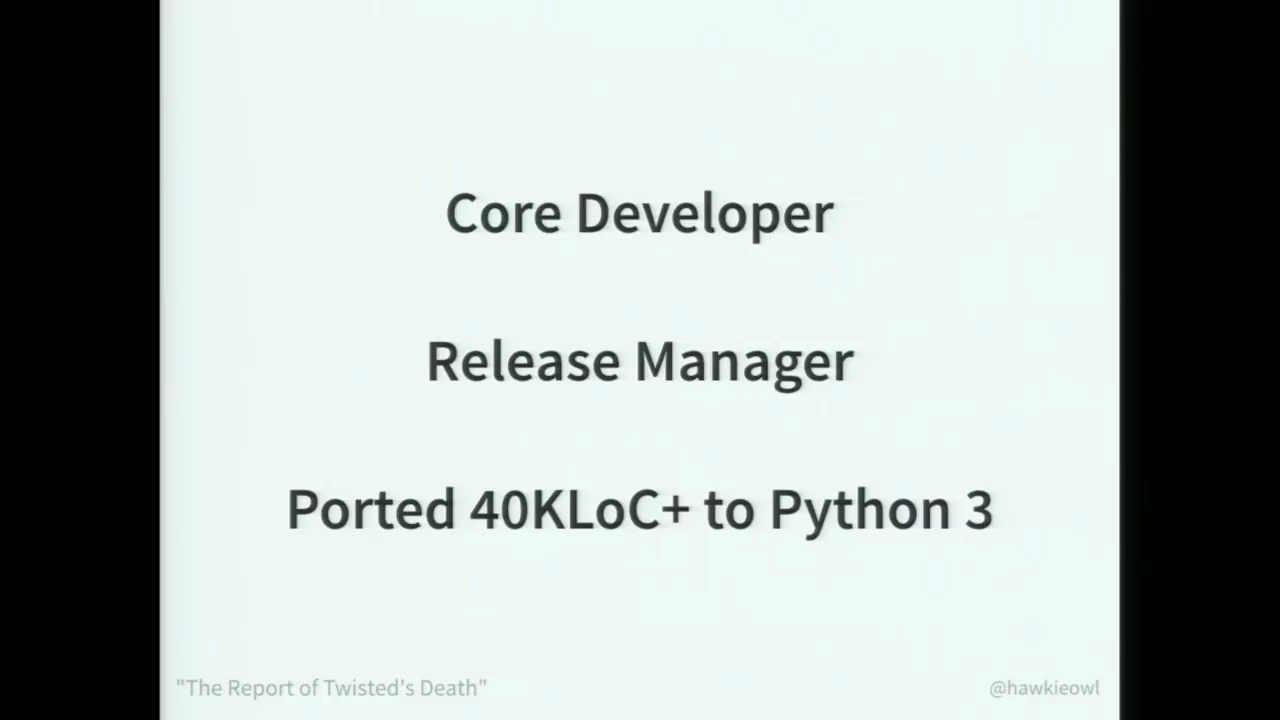 Core Developer
Release Manager
Ported 40KLoC+ to Python 3
"The Report of Twisted's Death"
@hawkieowl